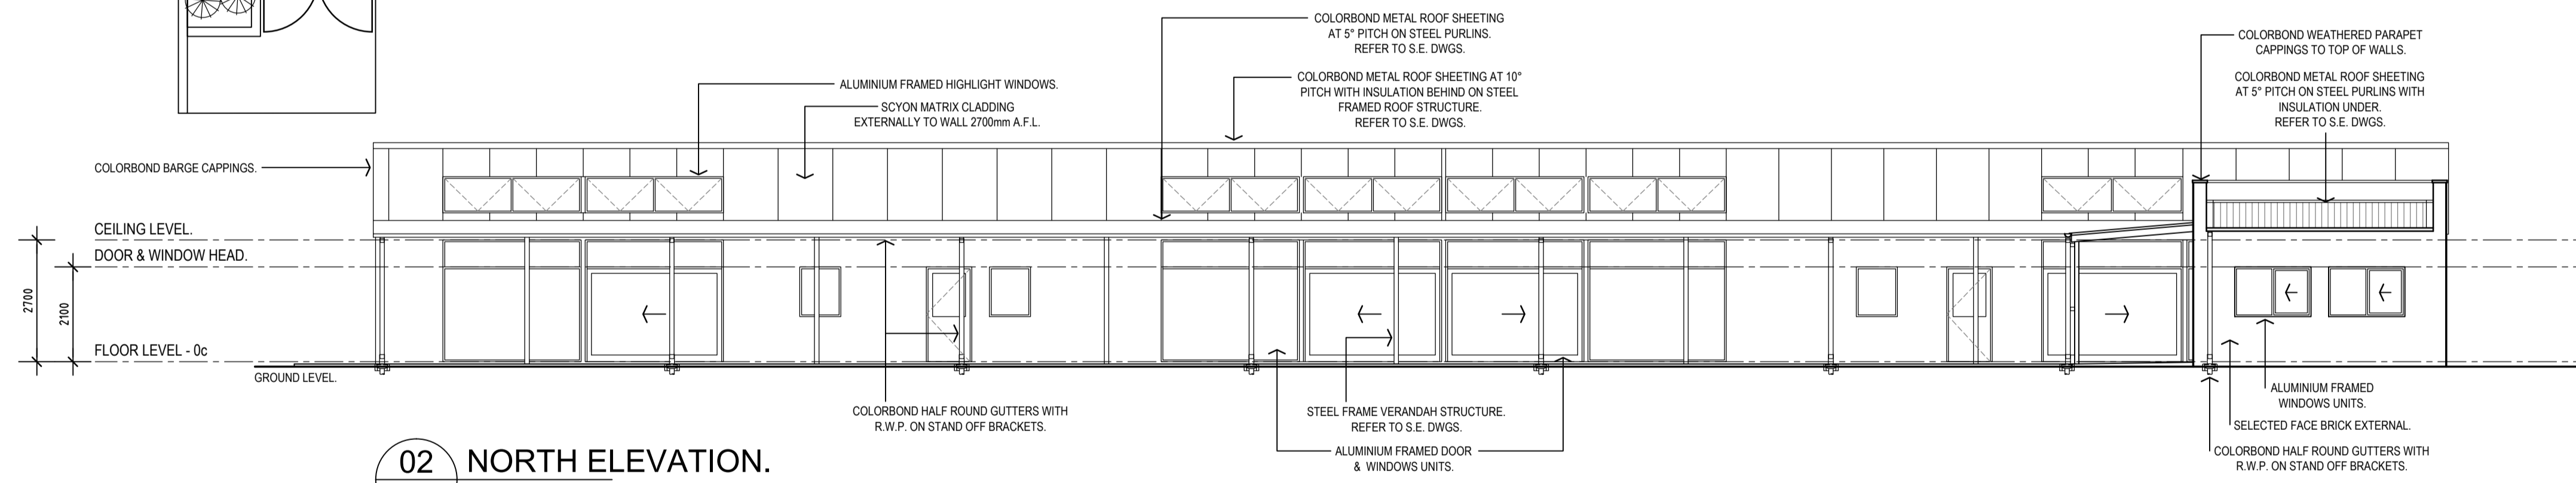 COLORBOND METAL ROOF SHEETING
AT 5° PITCH ON STEEL PURLINS.
REFER TO S.E. DWGS.
COLORBOND WEATHERED PARAPET
CAPPINGS TO TOP OF WALLS.
ALUMINIUM FRAMED HIGHLIGHT WINDOWS.
COLORBOND METAL ROOF SHEETING AT 10°
PITCH WITH INSULATION BEHIND ON STEEL
FRAMED ROOF STRUCTURE.
REFER TO S.E. DWGS.
COLORBOND METAL ROOF SHEETING
AT 5° PITCH ON STEEL PURLINS WITH
INSULATION UNDER.
REFER TO S.E. DWGS.
SCYON MATRIX CLADDING
EXTERNALLY TO WALL 2700mm A.F.L.
COLORBOND BARGE CAPPINGS.
CEILING LEVEL.
DOOR & WINDOW HEAD.
2700
2100
FLOOR LEVEL - 0c
GROUND LEVEL.
COLORBOND HALF ROUND GUTTERS WITH
R.W.P. ON STAND OFF BRACKETS.
STEEL FRAME VERANDAH STRUCTURE.
REFER TO S.E. DWGS.
ALUMINIUM FRAMED DOOR
& WINDOWS UNITS.
ALUMINIUM FRAMED
WINDOWS UNITS.
SELECTED FACE BRICK EXTERNAL.
COLORBOND HALF ROUND GUTTERS WITH
R.W.P. ON STAND OFF BRACKETS.
02 NORTH ELEVATION.